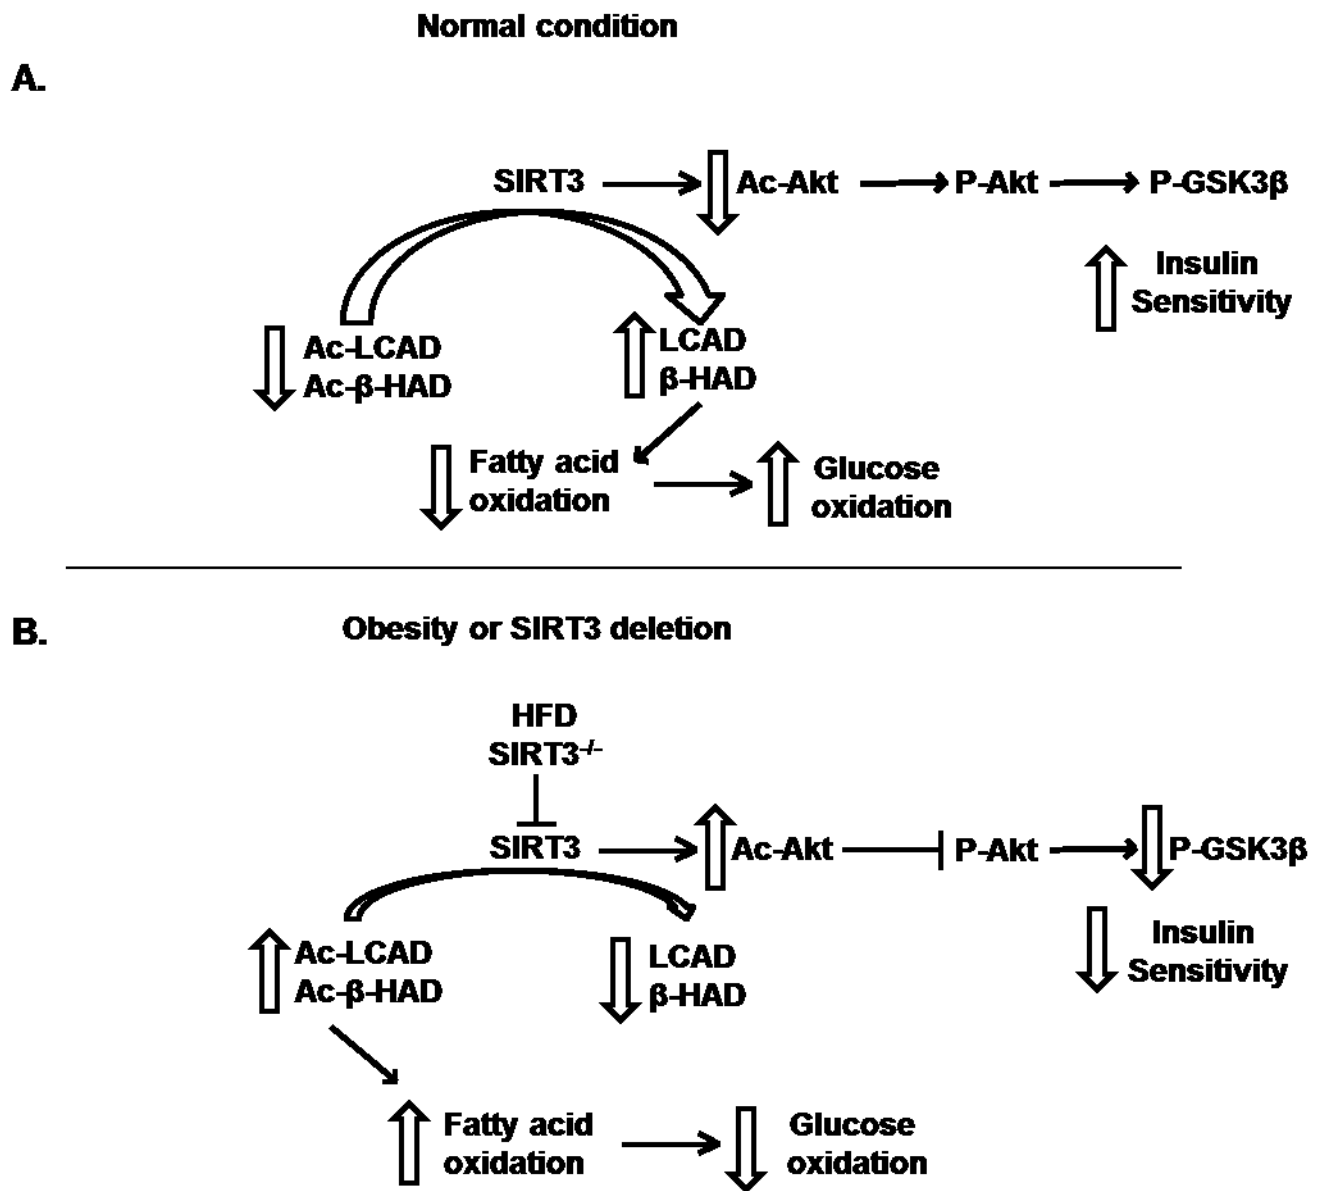 Normal condition
A.
SIRT3 Ac-Akt P-Akt P-GSK3β
Insulin
Sensitivity
Ac-LCAD
Ac-β-HAD
LCAD
β-HAD
Fatty acid
oxidation
Glucose
oxidation
B.
Obesity or SIRT3 deletion
HFD
SIRT3-/-
SIRT3 Ac-Akt P-Akt P-GSK3β
Insulin
Sensitivity
Ac-LCAD
Ac-β-HAD
LCAD
β-HAD
Fatty acid
oxidation
Glucose
oxidation